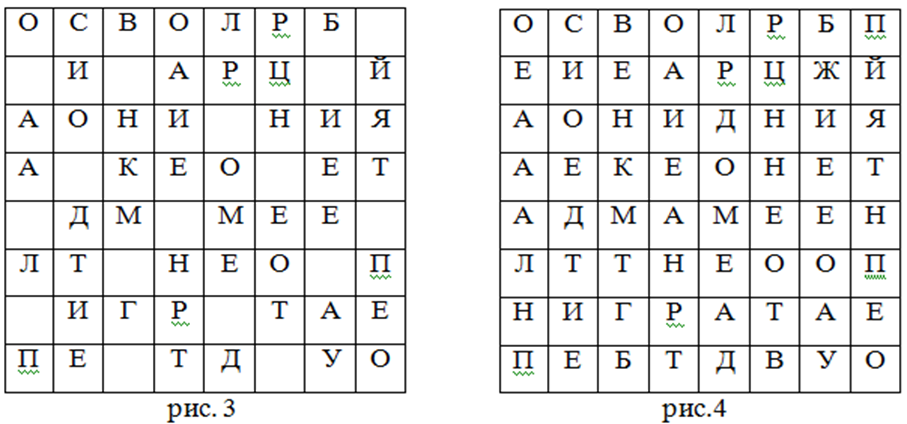 О С В О Л Р Б
И А Р Ц Й
А О Н И Н И Я
А К Е О Е Т
Д М М Е Е
Л Т Н Е О П
И Г Р Т А Е
П Е Т Д У О
рис. 3
О С В О Л Р Б П
Е И Е А Р Ц Ж Й
А О Н И Д Н И Я
А Е К Е О Н Е Т
А Д М А М Е Е Н
Л Т Т Н Е О О П
Н И Г Р А Т А Е
П Е Б Т Д В У О
рис.4